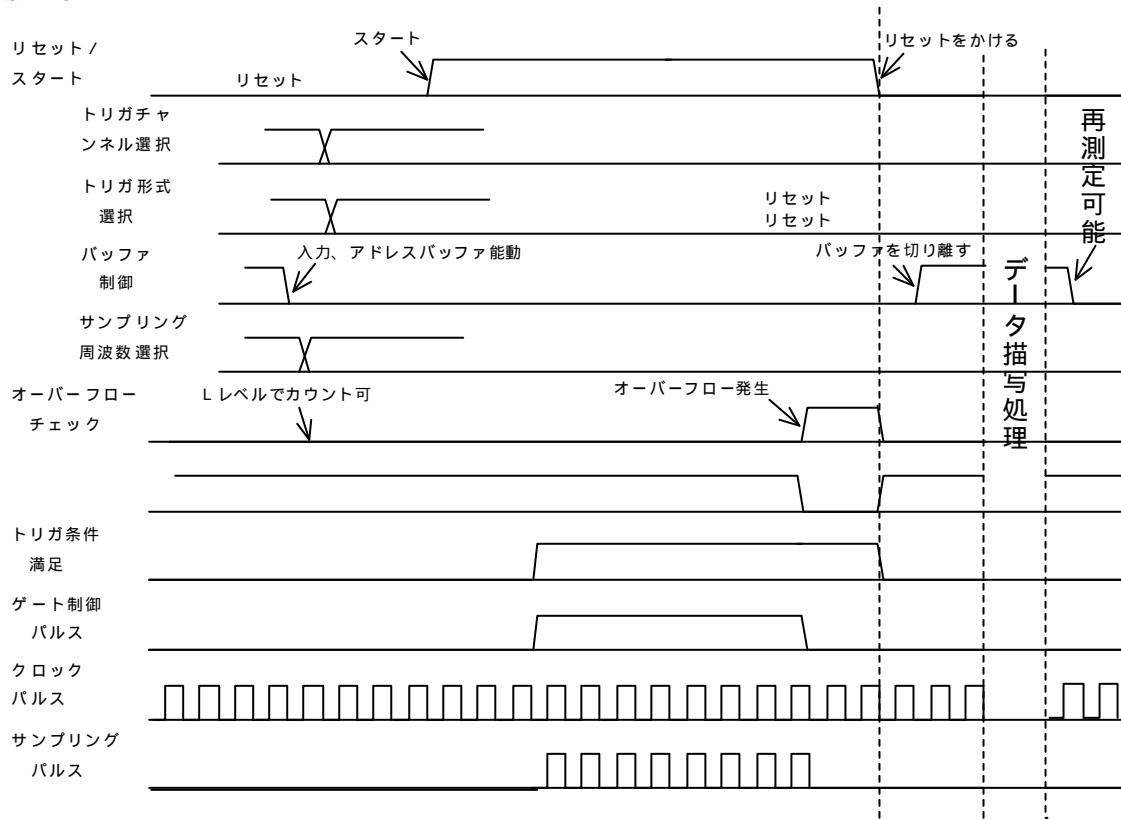 スタート
リセットをかける
リセット/
スタート
リセット
トリガチャ
ンネル選択
再測定可能
トリガ形式
選択
リセット
リセット
バッファ
制御
入力、アドレスバッファ能動
バッファを切り離す
データ描写処理
サンプリング
周波数選択
オーバーフロー
チェック
Lレベルでカウント可
オーバーフロー発生
トリガ条件
満足
ゲート制御
パルス
クロック
パルス
サンプリング
パルス